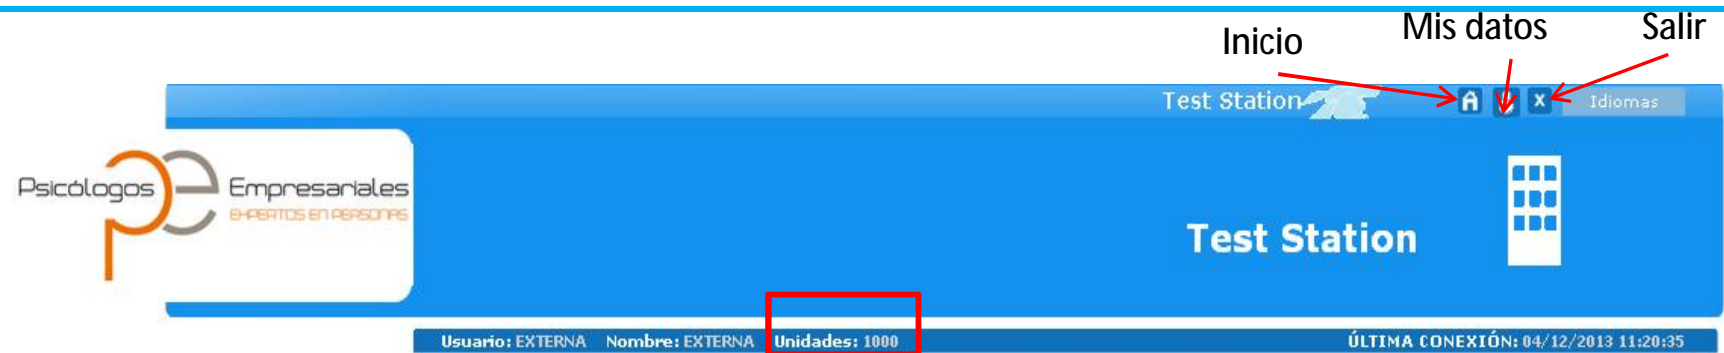 Inicio Mis datos Salir
Test Station Idiomas
Psicólogos Empresariales
EXPERTOS EN PERSONAS
Test Station
Usuario: EXTERNA Nombre: EXTERNA Unidades: 1000 ÚLTIMA CONEXIÓN: 04/12/2013 11:20:35